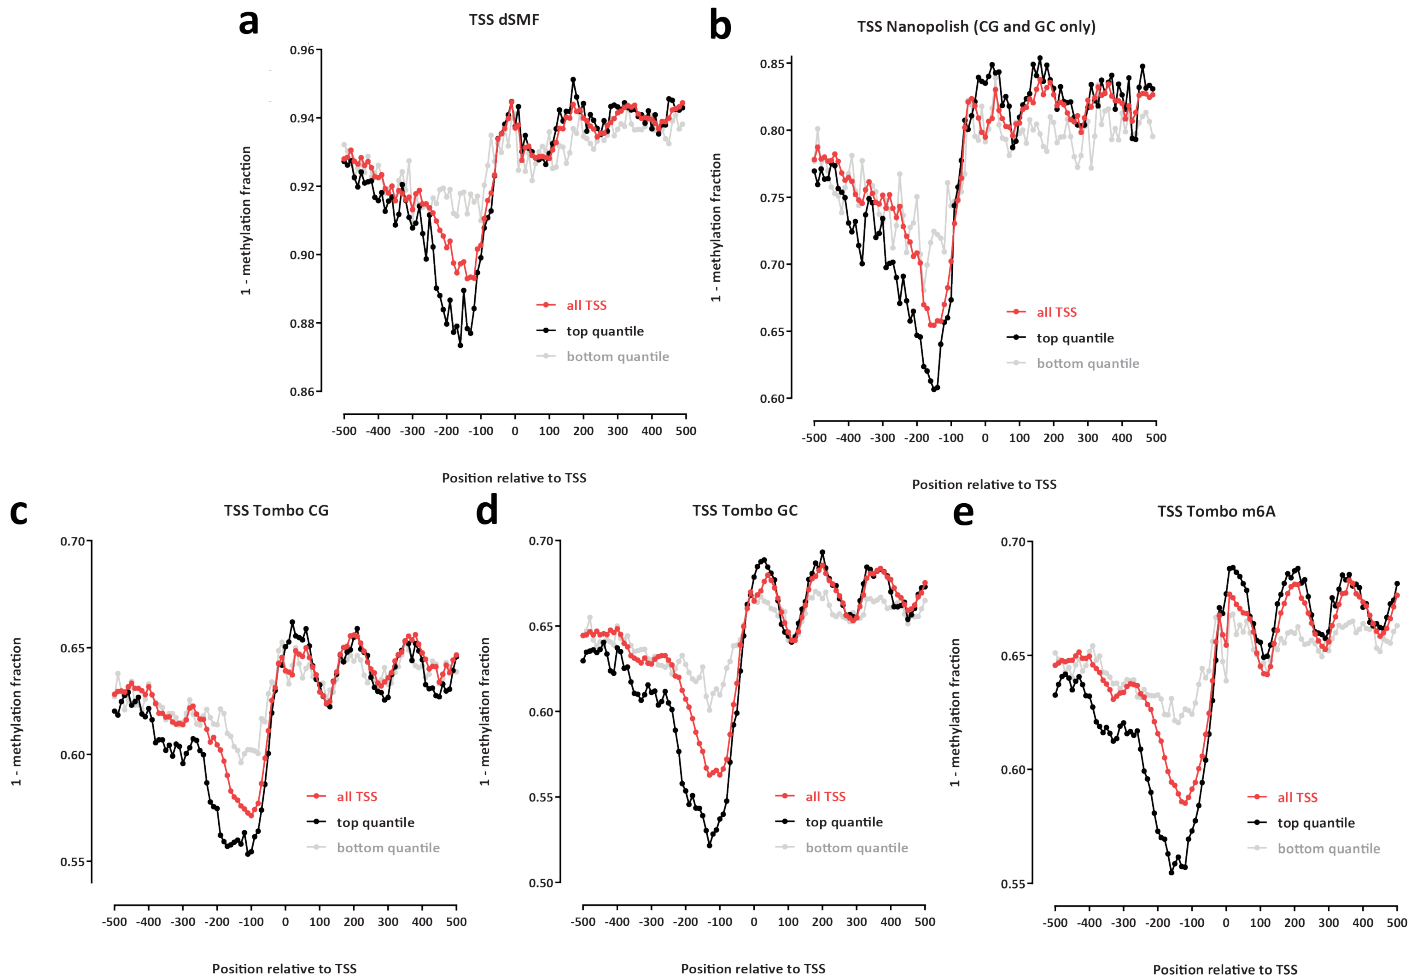 a
TSS dSMF
0.96
0.94
0.92
0.90
0.88
0.86
1 - methylation fraction
all TSS
top quantile
bottom quantile
-500 -400 -300 -200 -100 0 100 200 300 400 500
Position relative to TSS
b
TSS Nanopolish (CG and GC only)
0.85
0.80
0.75
0.70
0.65
0.60
1 - methylation fraction
all TSS
top quantile
bottom quantile
-500 -400 -300 -200 -100 0 100 200 300 400 500
Position relative to TSS
c
TSS Tombo CG
0.70
0.65
0.60
0.55
1 - methylation fraction
all TSS
top quantile
bottom quantile
-500 -400 -300 -200 -100 0 100 200 300 400 500
Position relative to TSS
d
TSS Tombo GC
0.70
0.65
0.60
0.55
0.50
1 - methylation fraction
all TSS
top quantile
bottom quantile
-500 -400 -300 -200 -100 0 100 200 300 400 500
Position relative to TSS
e
TSS Tombo m6A
0.70
0.65
0.60
0.55
1 - methylation fraction
all TSS
top quantile
bottom quantile
-500 -400 -300 -200 -100 0 100 200 300 400 500
Position relative to TSS